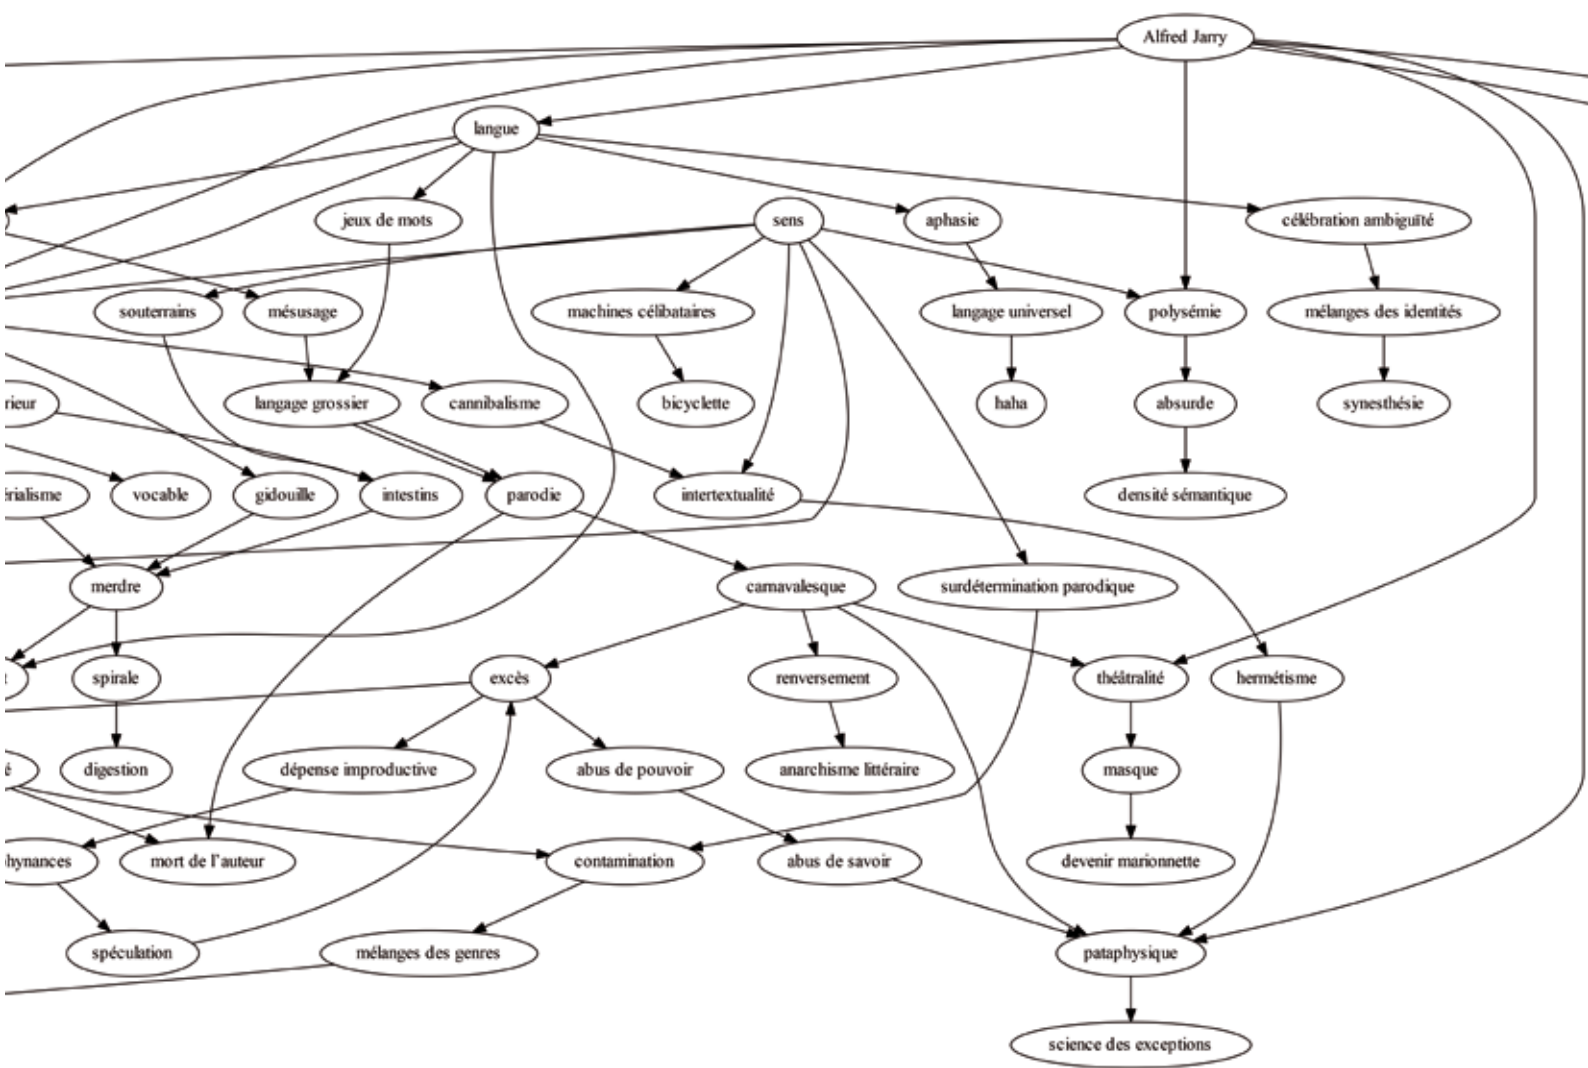 Alfred Jarry
langue
jeux de mots
sens
aphasie
célébration ambiguïté
souterrains
mésusage
machines célibataires
langage universel
polysémie
mélanges des identités
rieur
langage grossier
cannibalisme
bicyclette
haha
absurde
synesthésie
érialisme
vocable
gidouille
intestins
parodie
intertextualité
densité sémantique
merdre
carnavalesque
surdétermination parodique
t
spirale
excès
renversement
théâtralité
hermétisme
é
digestion
dépense improductive
abus de pouvoir
anarchisme littéraire
masque
hynances
mort de l'auteur
contamination
abus de savoir
devenir marionnette
spéculation
mélanges des genres
pataphysique
science des exceptions